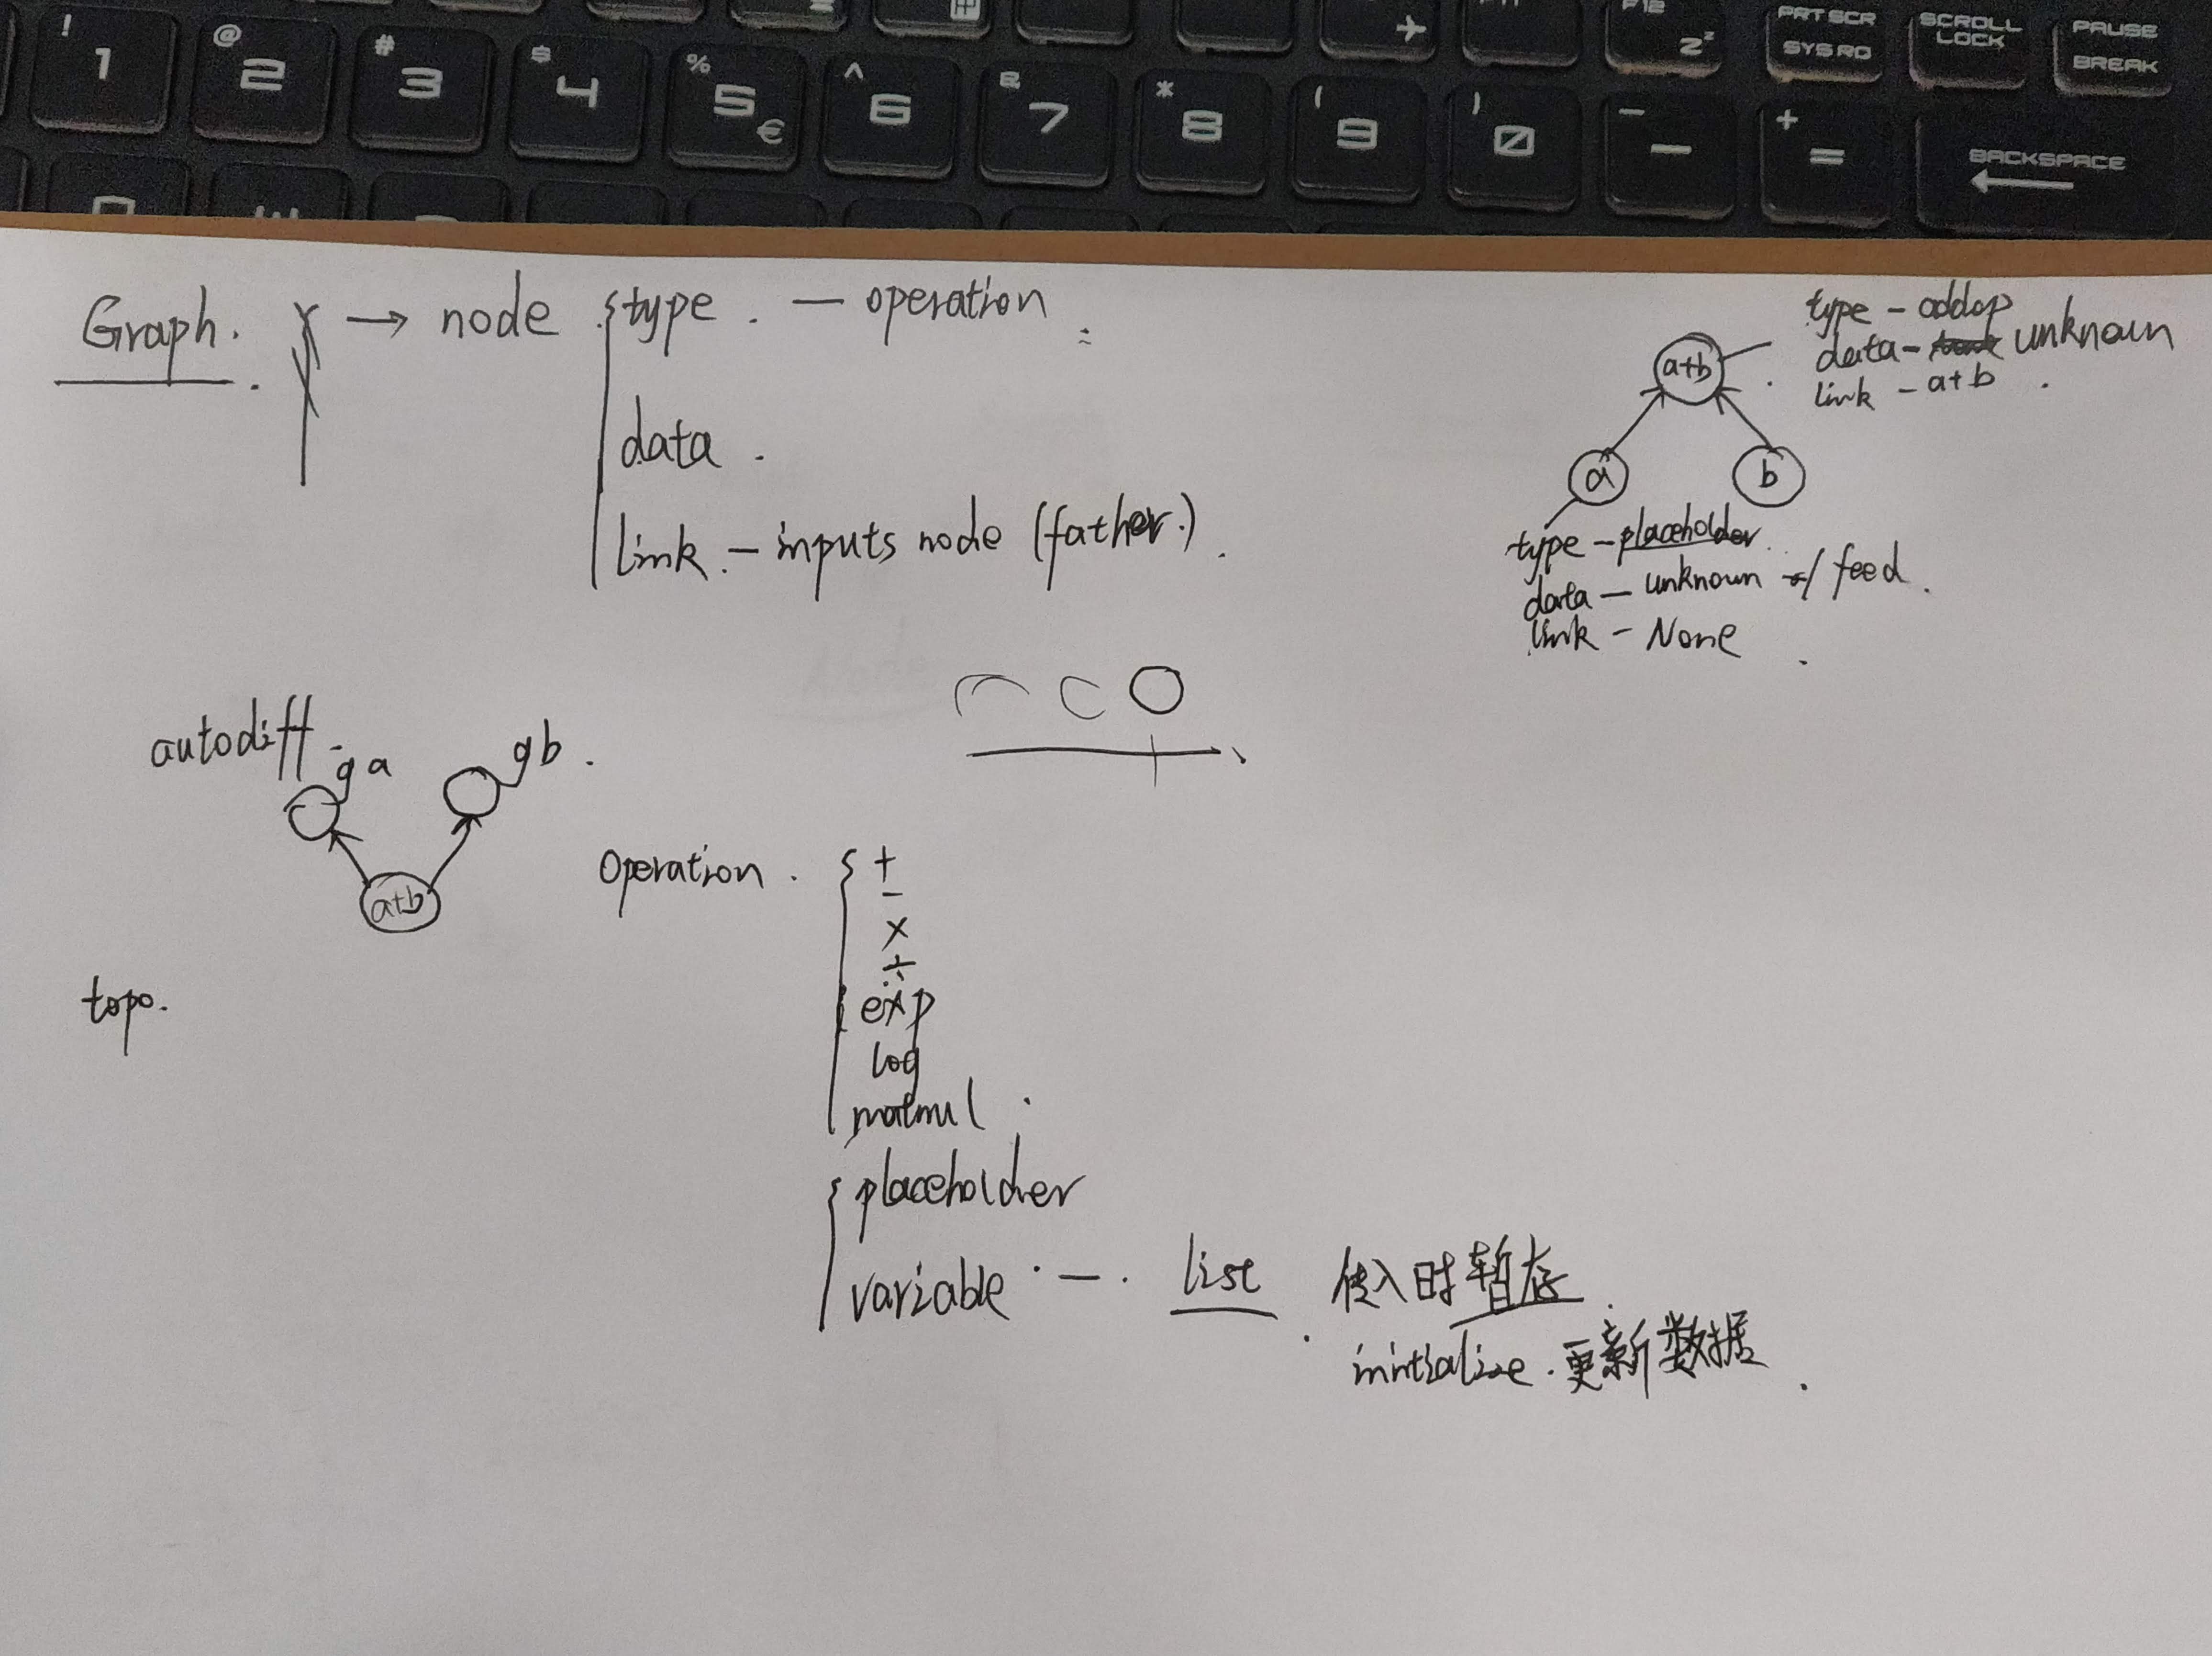 ! 1 @ 2 # 3 $ 4 % 5 € ^ 6 & 7 * 8 ( 9 ) 0 _ - + =
F12 Zz
PRT SCR
SYS RQ
SCROLL
LOCK
PAUSE
BREAK
BACKSPACE
Graph. → node { type. — operation
data.
link. — inputs node (father.).
a+b
type - addop
data - unknown
link - a+b
a
b
type - placeholder
data — unknown / feed.
link - None
autodiff
ga
gb.
a+b
operation. { +
-
×
÷
exp
log
matmul
topo.
{ placeholder
variable — list 传入时暂存
initialize.更新数据